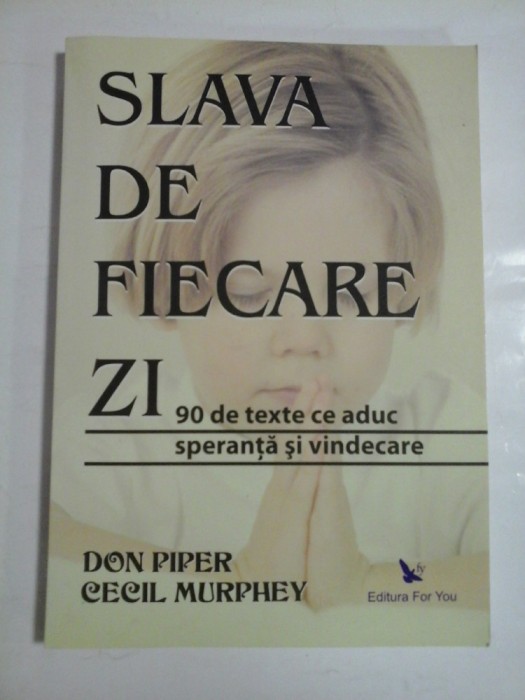 SLAVA
DE
FIECARE
ZI
90 de texte ce aduc
speranță și vindecare
DON PIPER
CECIL MURPHEY
fy
Editura For You